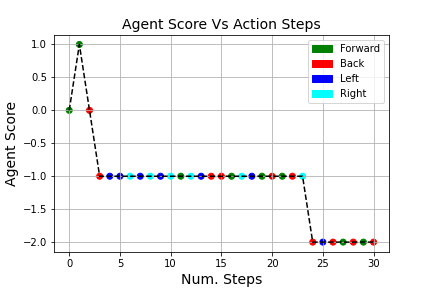 Agent Score Vs Action Steps
Agent Score
1.0
0.5
0.0
−0.5
−1.0
−1.5
−2.0
Forward
Back
Left
Right
0 5 10 15 20 25 30
Num. Steps